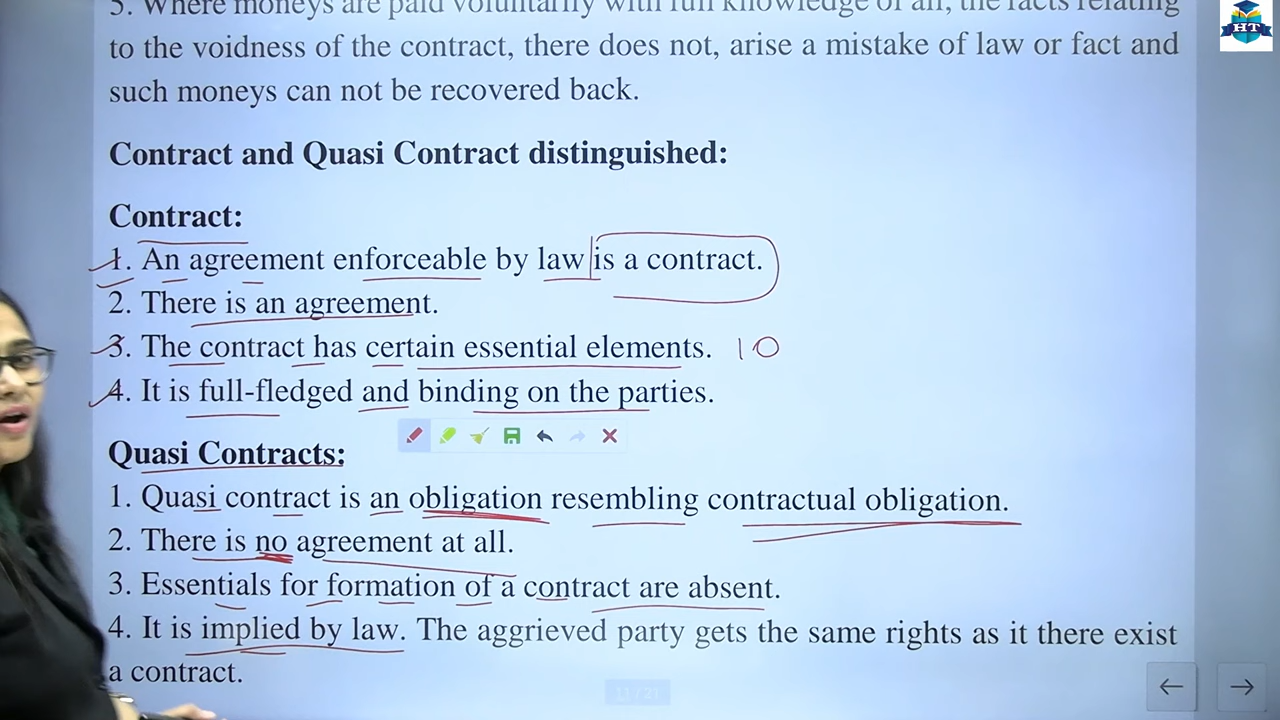 5. Where moneys are paid voluntarily with full knowledge of all, the facts relating
to the voidness of the contract, there does not, arise a mistake of law or fact and
such moneys can not be recovered back.
Contract and Quasi Contract distinguished:
Contract:
1. An agreement enforceable by law is a contract.
2. There is an agreement.
3. The contract has certain essential elements. 10
4. It is full-fledged and binding on the parties.
Quasi Contracts:
1. Quasi contract is an obligation resembling contractual obligation.
2. There is no agreement at all.
3. Essentials for formation of a contract are absent.
4. It is implied by law. The aggrieved party gets the same rights as it there exist
a contract.
11 / 21
HT